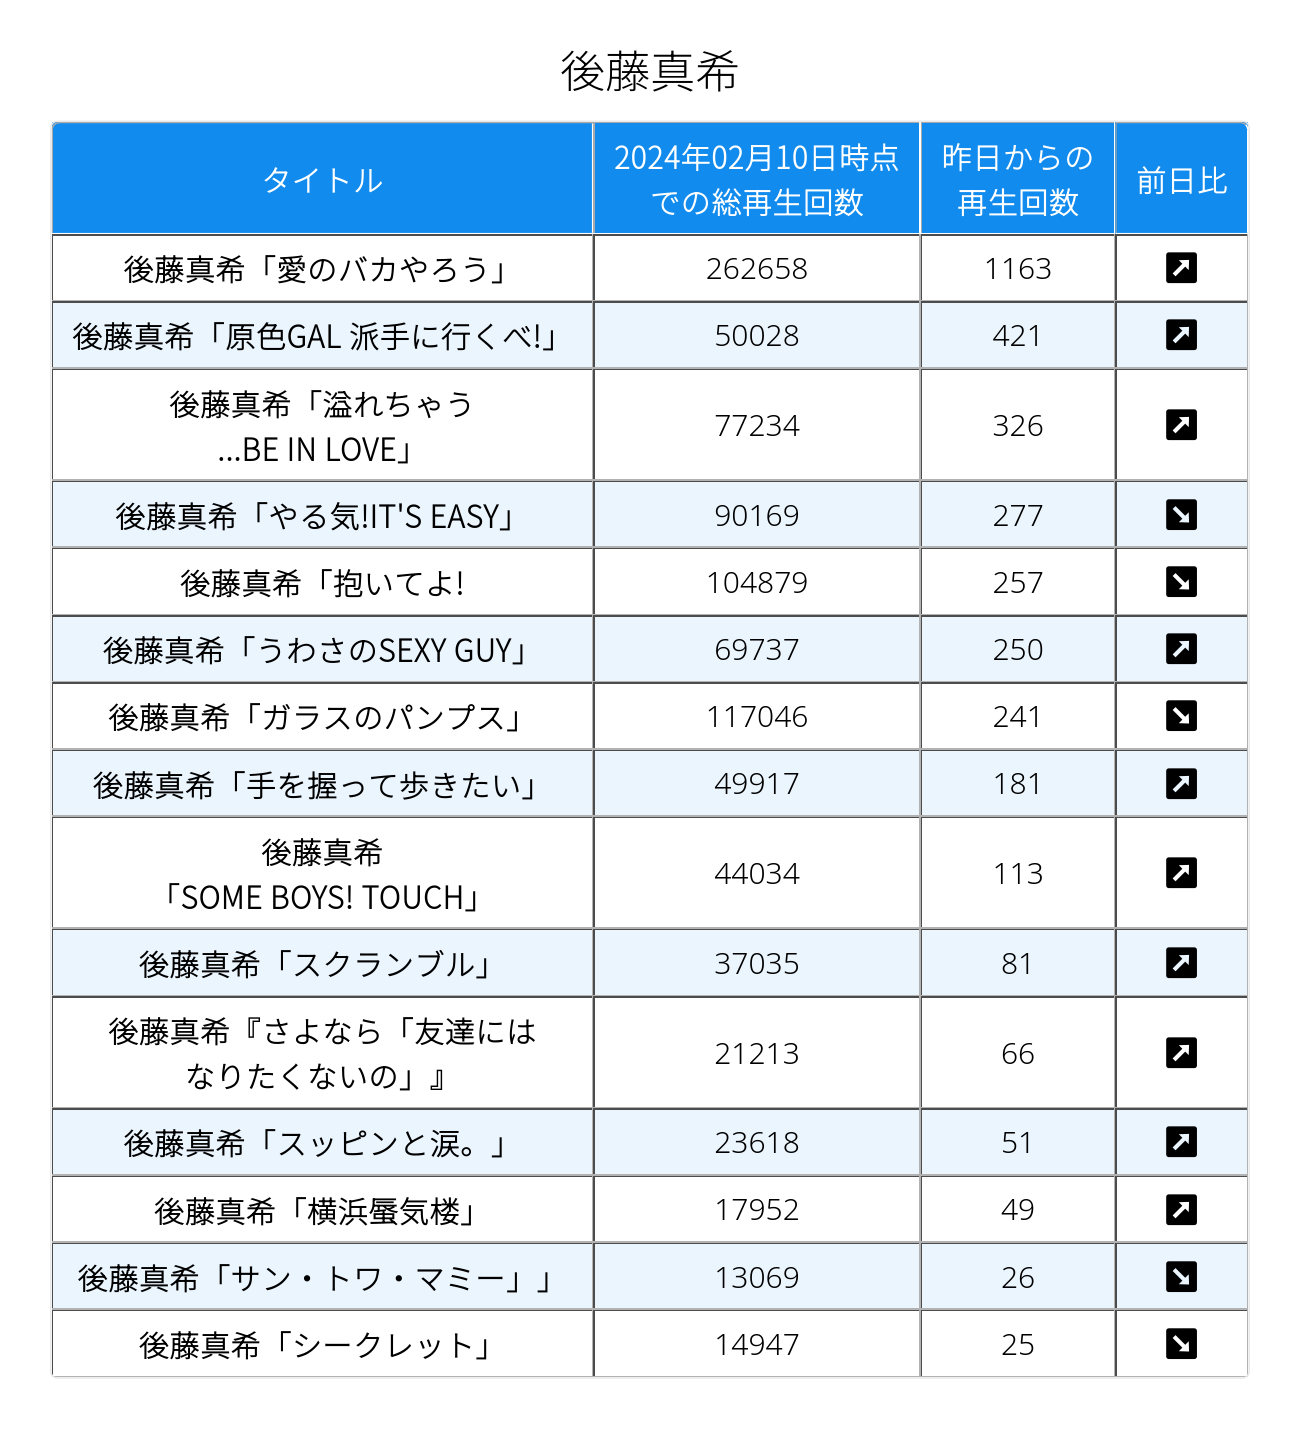 後藤真希
タイトル
2024年02月10日時点
での総再生回数
昨日からの
再生回数
前日比
後藤真希「愛のバカやろう」 262658 1163
後藤真希「原色GAL 派手に行くべ!」 50028 421
後藤真希「溢れちゃう
...BE IN LOVE」 77234 326
後藤真希「やる気!IT'S EASY」 90169 277
後藤真希「抱いてよ! 104879 257
後藤真希「うわさのSEXY GUY」 69737 250
後藤真希「ガラスのパンプス」 117046 241
後藤真希「手を握って歩きたい」 49917 181
後藤真希
「SOME BOYS! TOUCH」 44034 113
後藤真希「スクランブル」 37035 81
後藤真希『さよなら「友達には
なりたくないの」』 21213 66
後藤真希「スッピンと涙。」 23618 51
後藤真希「横浜蜃気楼」 17952 49
後藤真希「サン・トワ・マミー」」 13069 26
後藤真希「シークレット」 14947 25